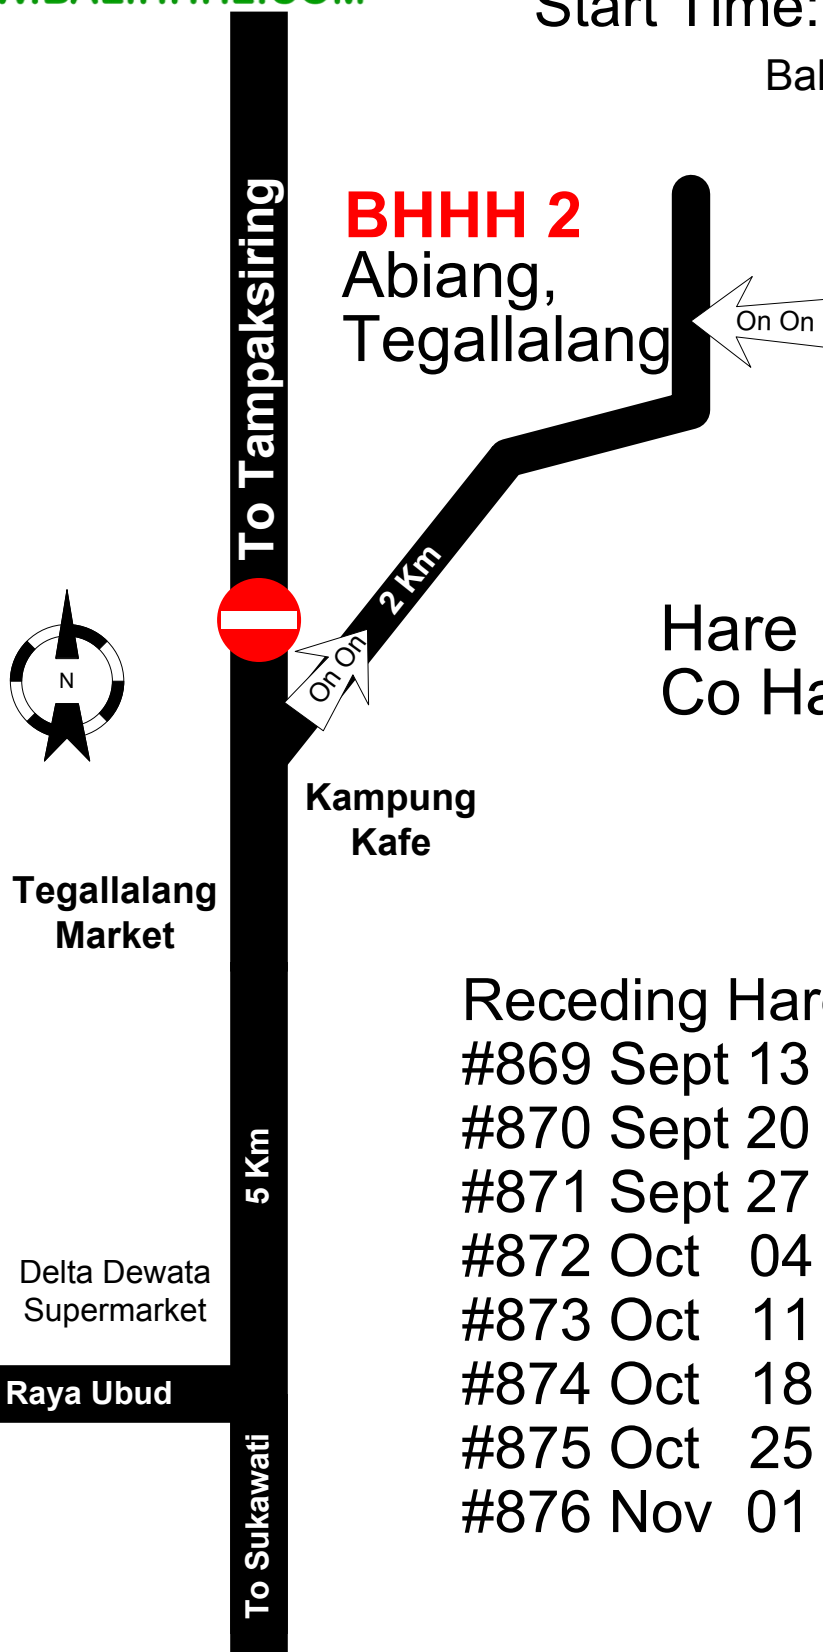 Start Time:
To Tampaksiring
BHHH 2
Abiang,
Tegallalang
On On
2 Km
On On
N
Hare
Co
Kampung
Kafe
Tegallalang
Market
Receding
#869 Sept 13
#870 Sept 20
#871 Sept 27
#872 Oct 04
#873 Oct 11
#874 Oct 18
#875 Oct 25
#876 Nov 01
5 Km
Delta Dewata
Supermarket
Raya Ubud
To Sukawati